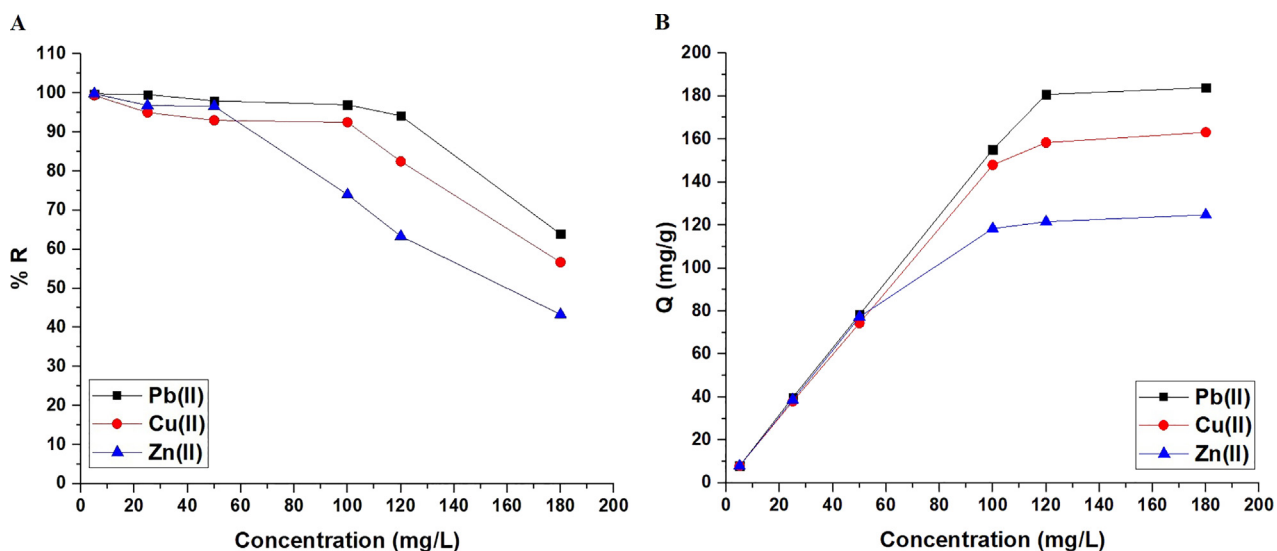 A
110
100
90
80
70
60
50
40
30
20
10
0
% R
Pb(II)
Cu(II)
Zn(II)
0 20 40 60 80 100 120 140 160 180 200
Concentration (mg/L)
B
200
180
160
140
120
100
80
60
40
20
0
Q (mg/g)
Pb(II)
Cu(II)
Zn(II)
0 20 40 60 80 100 120 140 160 180 200
Concentration (mg/L)